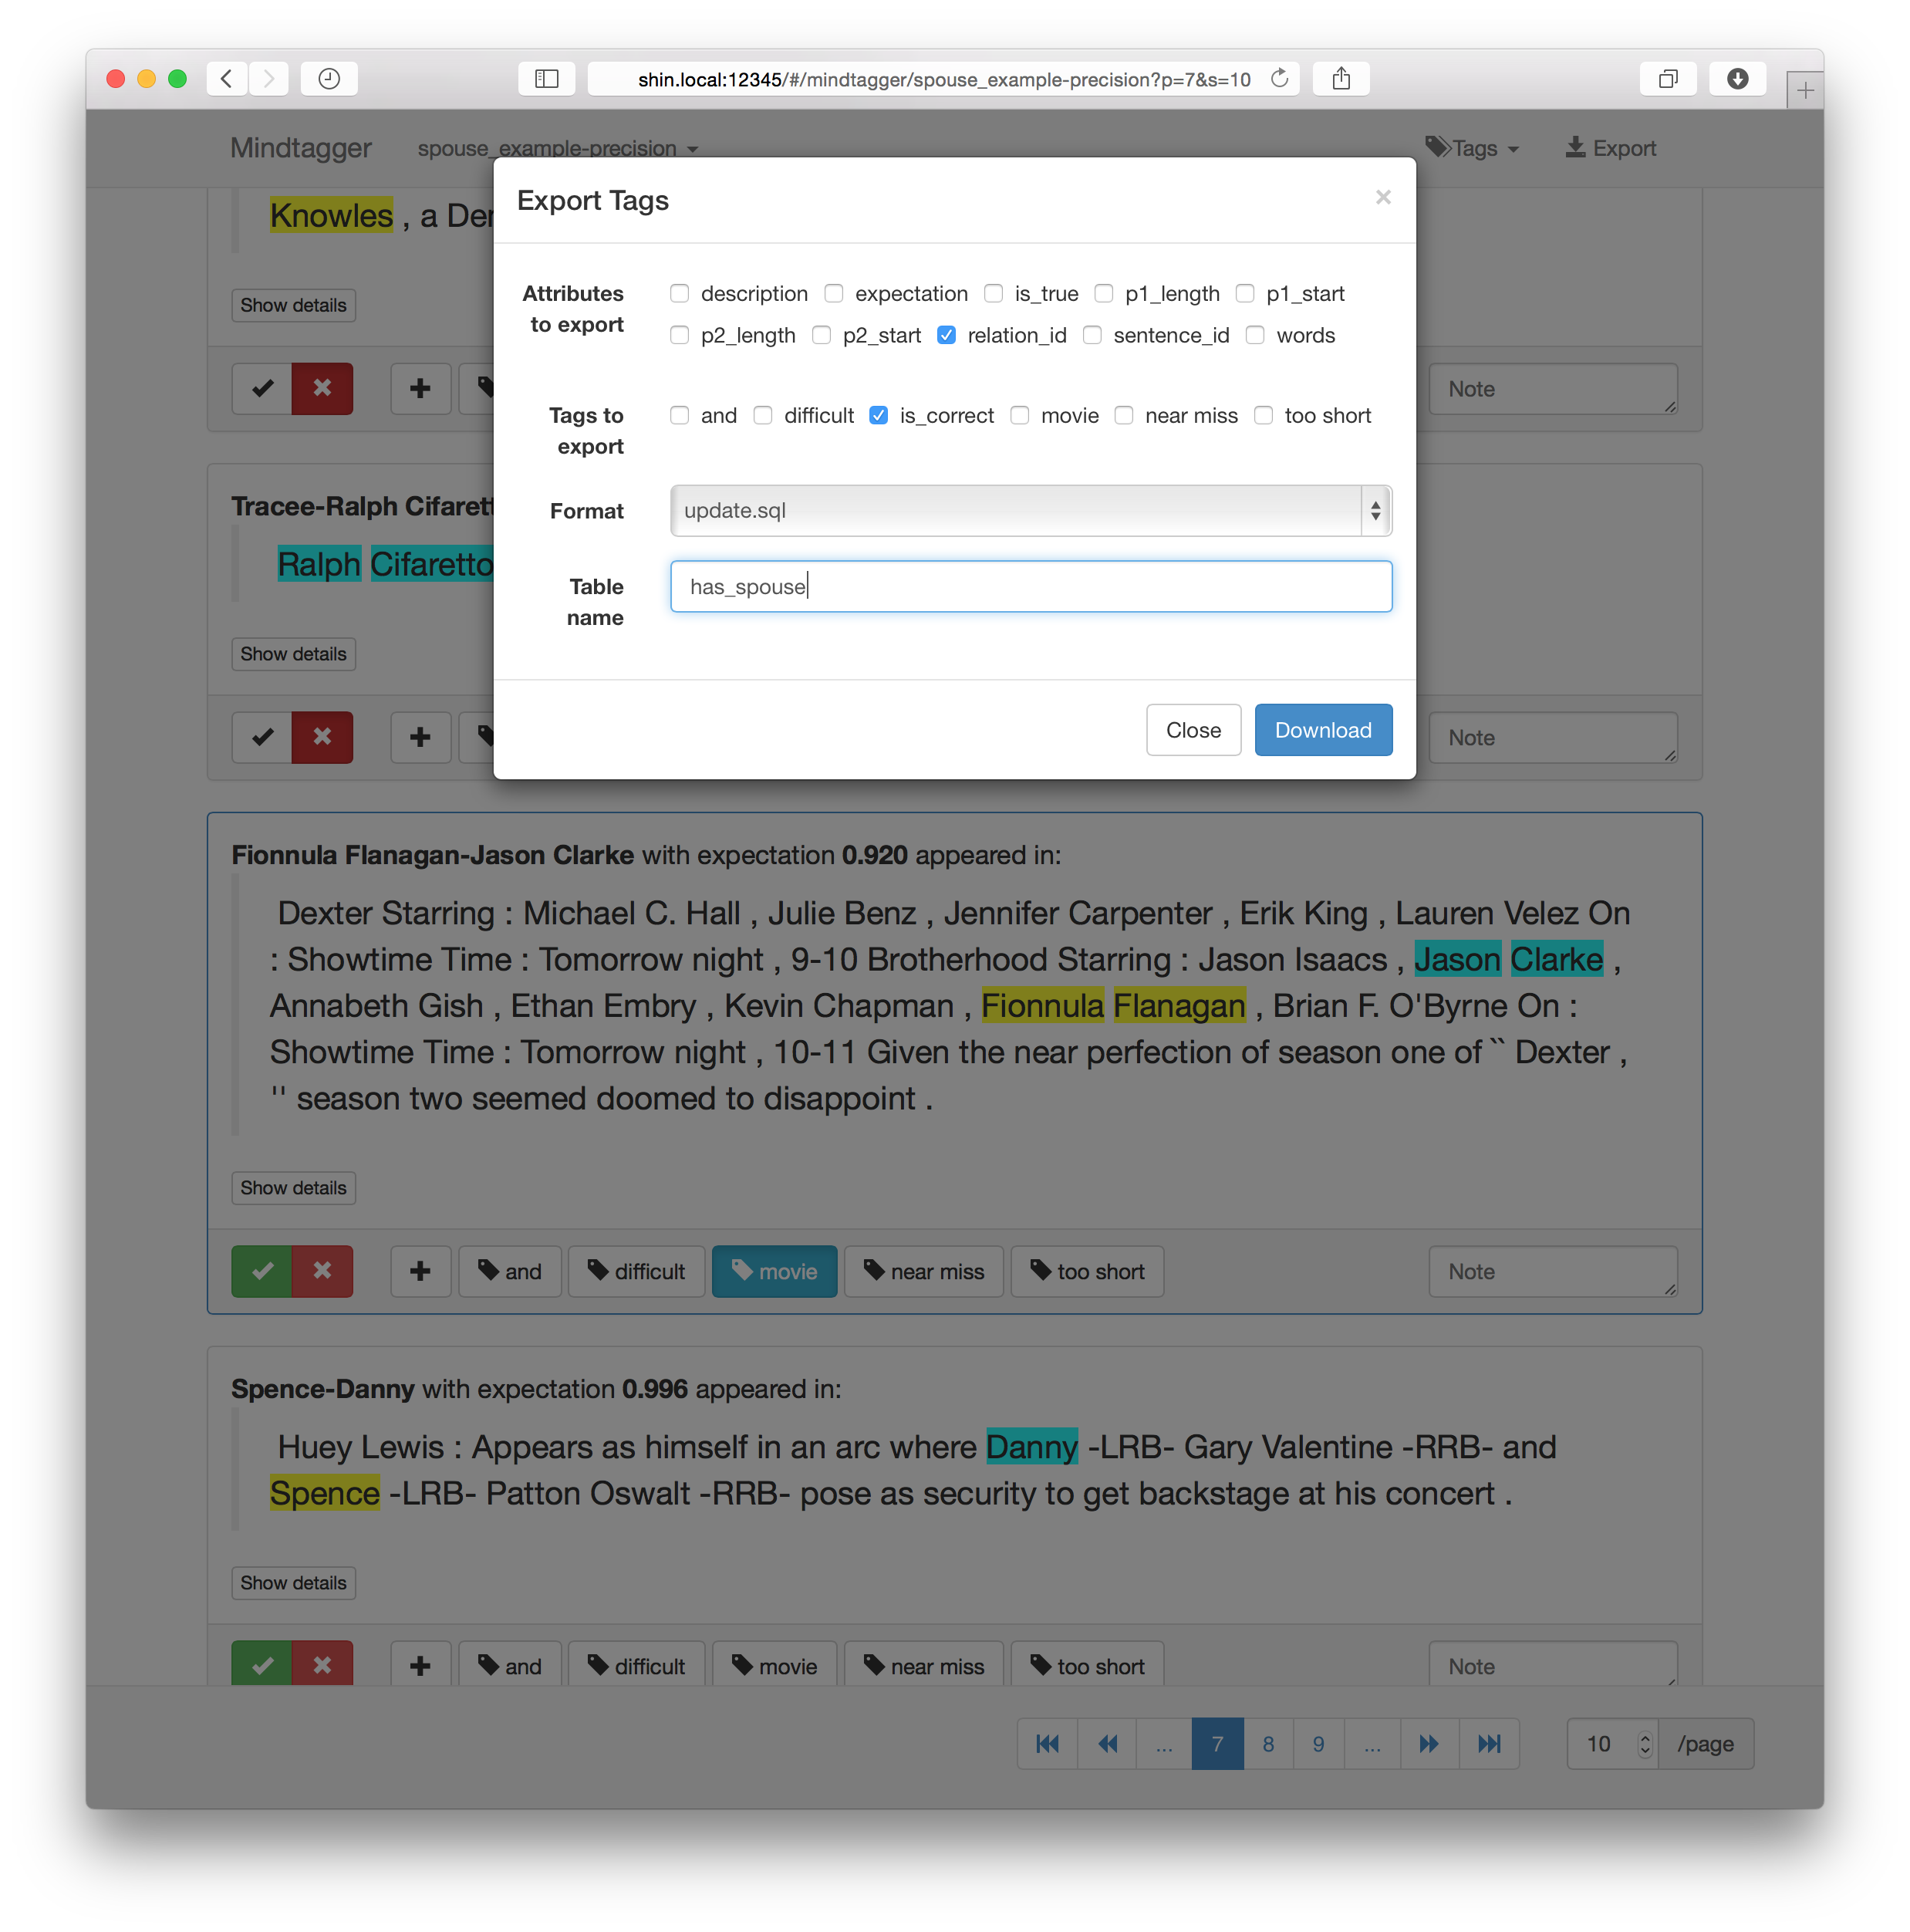 shin.local:12345/#/mindtagger/spouse_example-precision?p=7&s=10
Mindtagger spouse_example-precision Tags Export
Knowles , a
Show details
Note
Export Tags
Attributes to export
description expectation is_true p1_length p1_start
p2_length p2_start relation_id sentence_id words
Tags to export
and difficult is_correct movie near miss too short
Format update.sql
Table name has_spouse
Close Download
Tracee-Ralph
Ralph Cifaretto
Show details
Note
Fionnula Flanagan-Jason Clarke with expectation 0.920 appeared in:
Dexter Starring : Michael C. Hall , Julie Benz , Jennifer Carpenter , Erik King , Lauren Velez On
: Showtime Time : Tomorrow night , 9-10 Brotherhood Starring : Jason Isaacs , Jason Clarke ,
Annabeth Gish , Ethan Embry , Kevin Chapman , Fionnula Flanagan , Brian F. O'Byrne On :
Showtime Time : Tomorrow night , 10-11 Given the near perfection of season one of `` Dexter ,
'' season two seemed doomed to disappoint .
Show details
and difficult movie near miss too short Note
Spence-Danny with expectation 0.996 appeared in:
Huey Lewis : Appears as himself in an arc where Danny -LRB- Gary Valentine -RRB- and
Spence -LRB- Patton Oswalt -RRB- pose as security to get backstage at his concert .
Show details
and difficult movie near miss too short Note
... 7 8 9 ... 10 /page